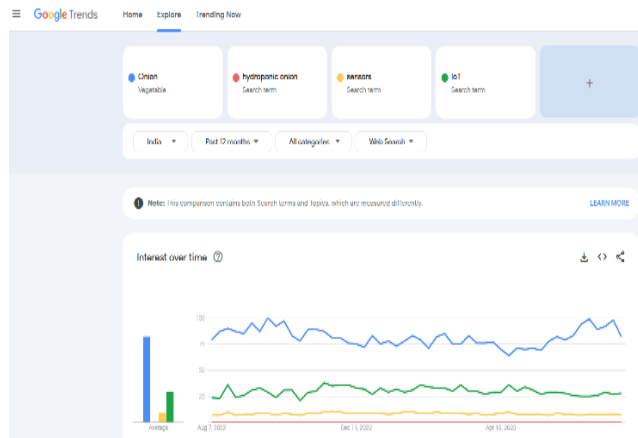 Google Trends Home Explore Trending Now
Onion hydroponic onion sensors IoT +
Vegetable Search term Search term Search term
India Past 12 months All categories Web Search
Note: This comparison contains both Search terms and Topics, which are measured differently. LEARN MORE
Interest over time
100
75
50
25
Average Aug 7, 2022 Dec 11, 2022 Apr 16, 2023